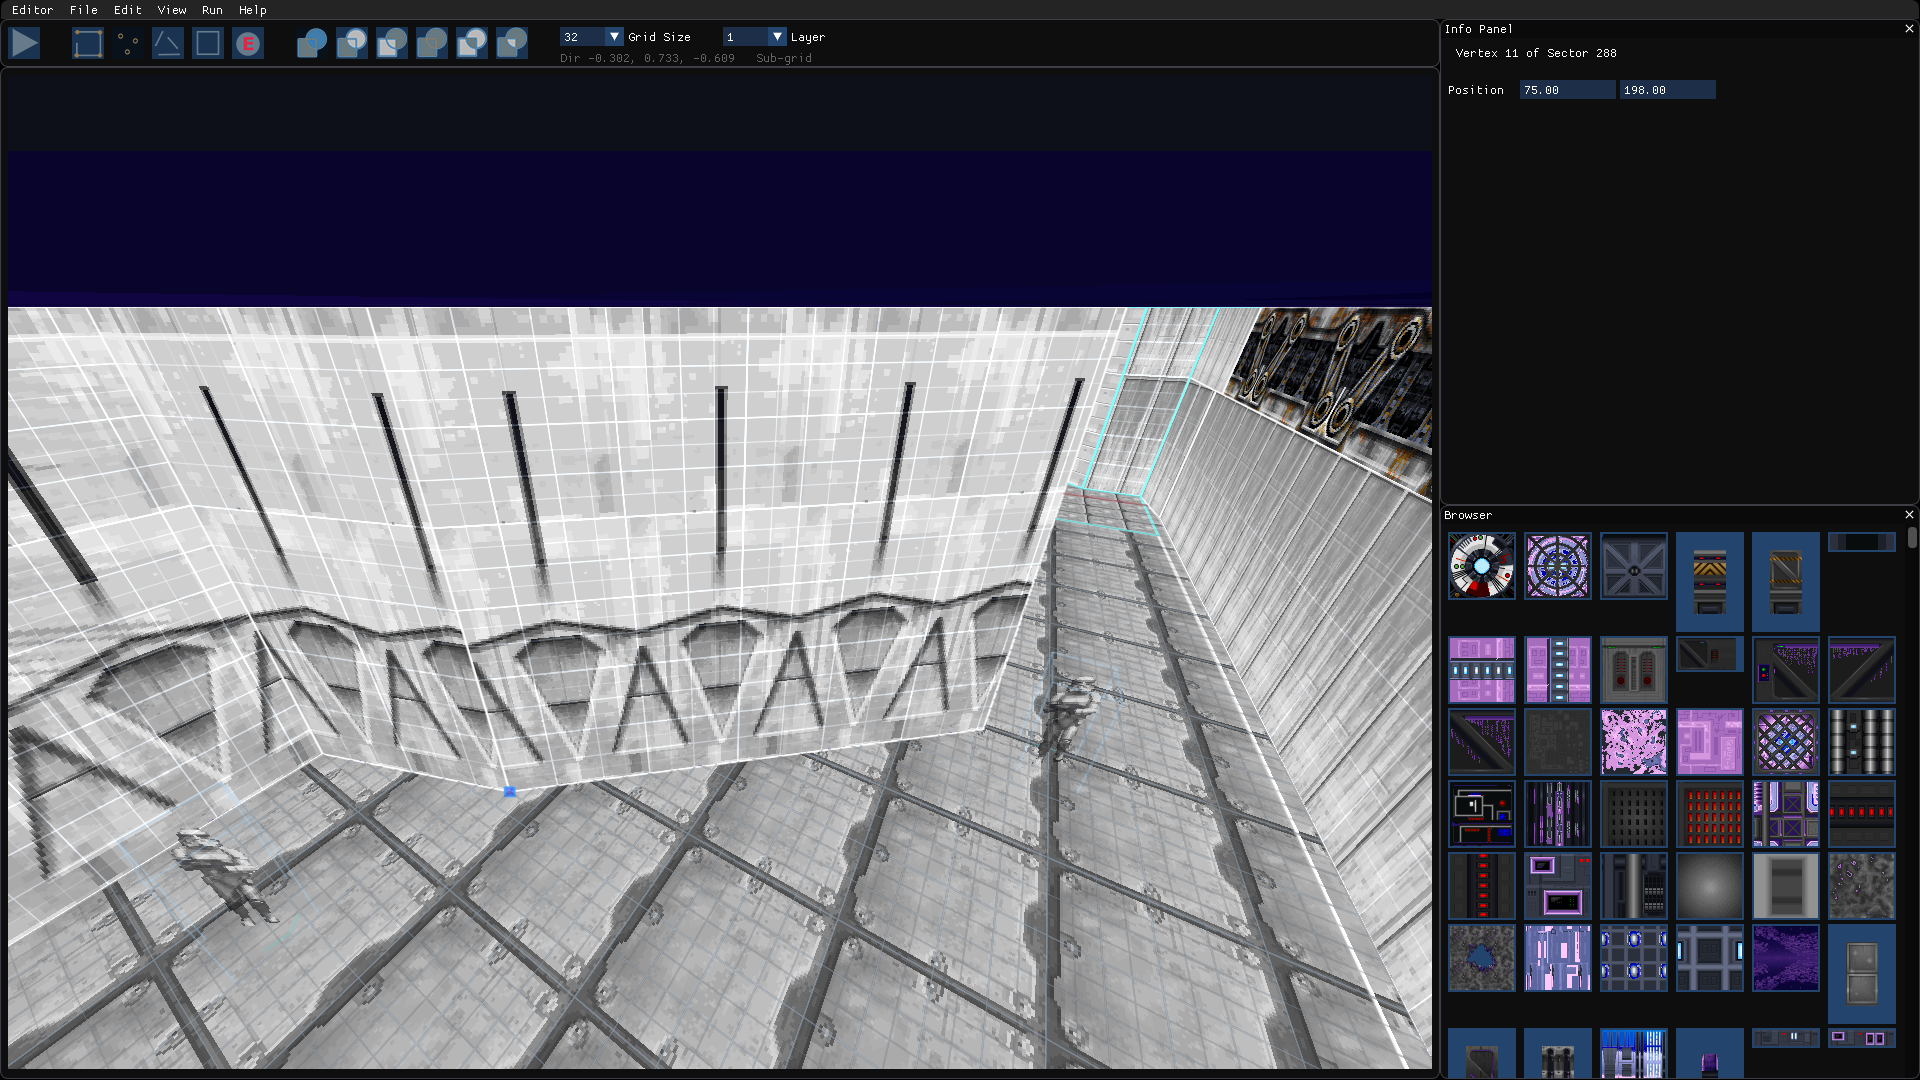 Editor File Edit View Run Help
E
32 Grid Size 1 Layer
Dir -0.302, 0.733, -0.609 Sub-grid
Info Panel
Vertex 11 of Sector 288
Position 75.00 198.00
Browser